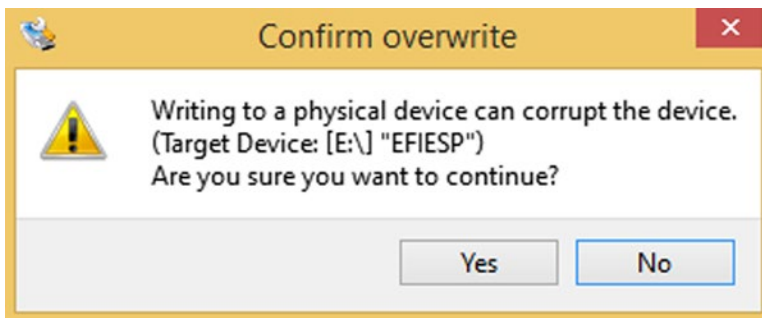 Confirm overwrite
Writing to a physical device can corrupt the device.
(Target Device: [E:\] "EFIESP")
Are you sure you want to continue?
Yes
No